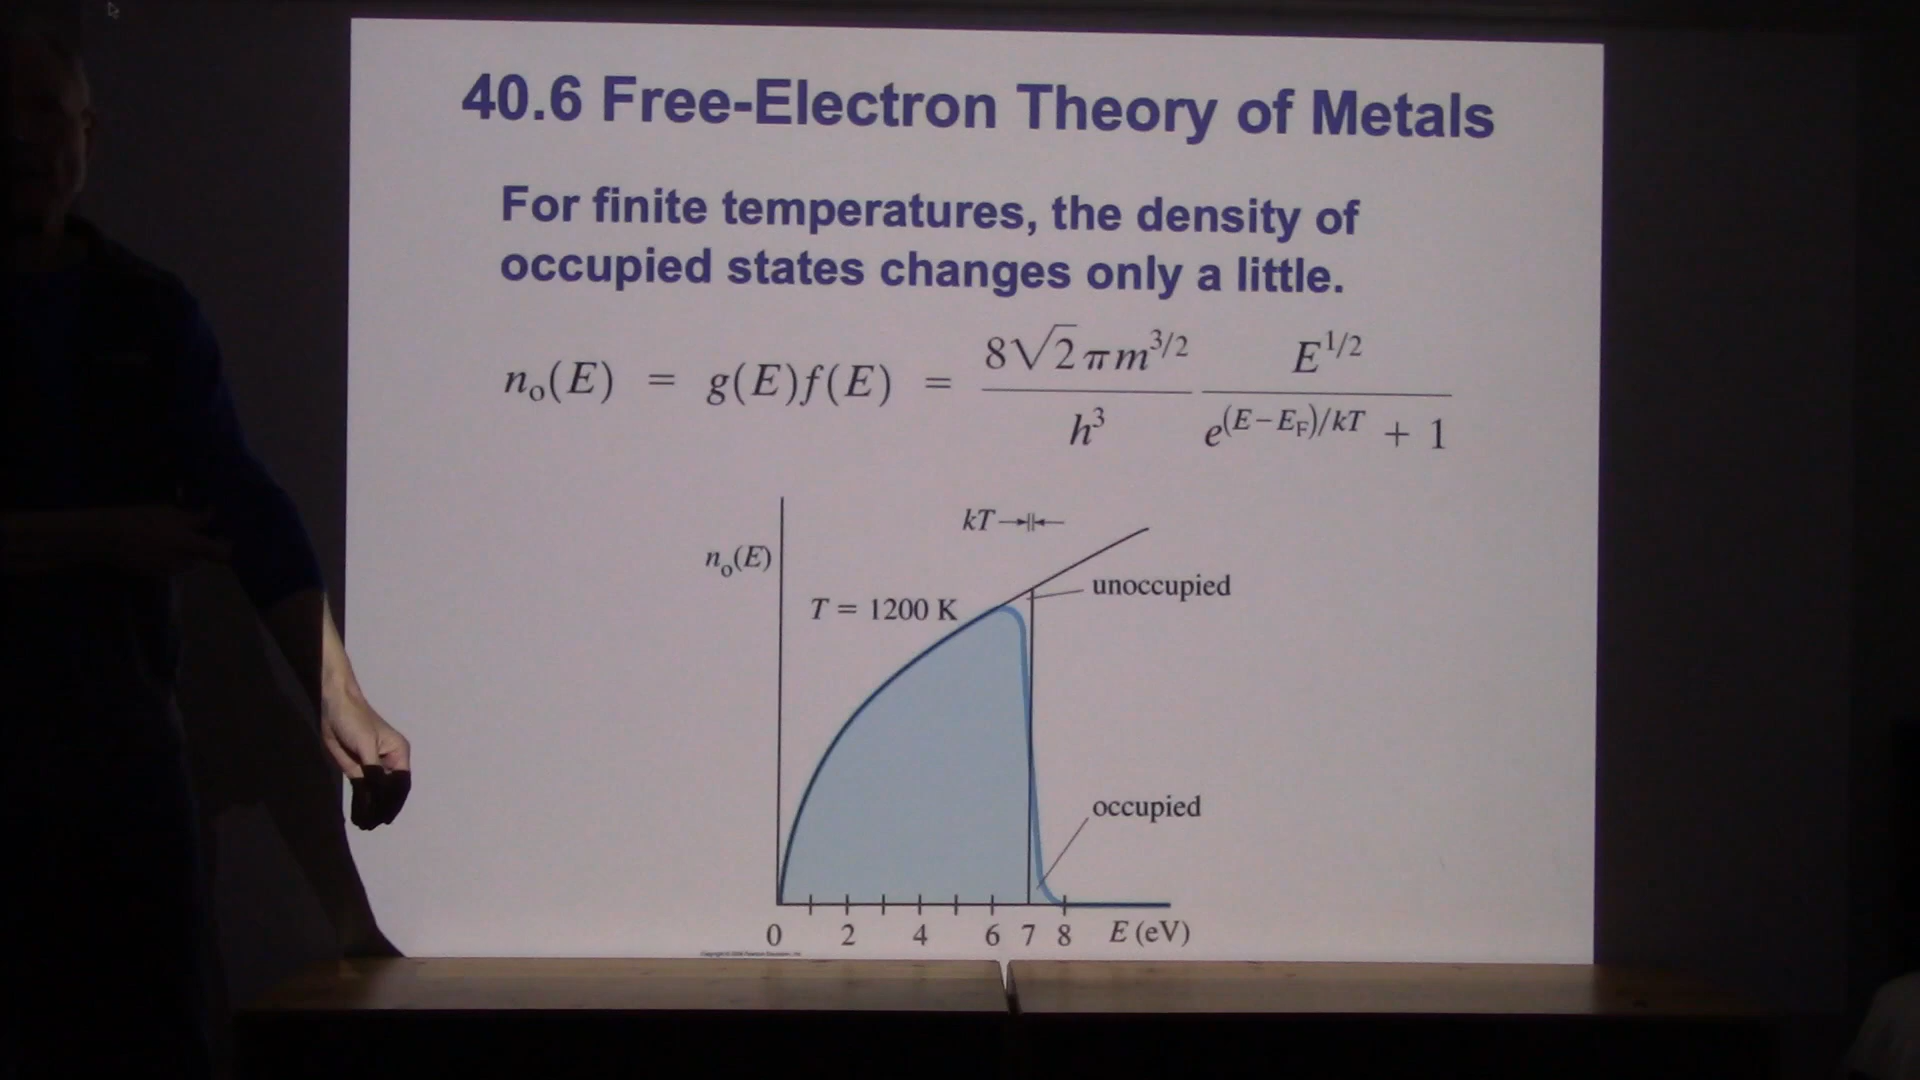 40.6 Free-Electron Theory of Metals
For finite temperatures, the density of
occupied states changes only a little.
nₒ(E) = g(E)f(E) = 8√2πm^3/2 / h³ E^1/2 / e^(E−E_F)/kT + 1
kT
nₒ(E)
unoccupied
T = 1200 K
occupied
0 2 4 6 7 8 E (eV)